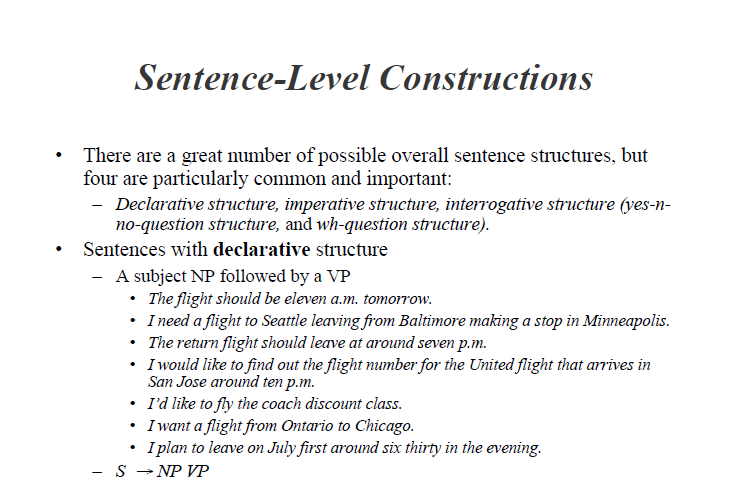 Sentence-Level Constructions
• There are a great number of possible overall sentence structures, but
four are particularly common and important:
– Declarative structure, imperative structure, interrogative structure (yes-n-
no-question structure, and wh-question structure).
• Sentences with declarative structure
– A subject NP followed by a VP
• The flight should be eleven a.m. tomorrow.
• I need a flight to Seattle leaving from Baltimore making a stop in Minneapolis.
• The return flight should leave at around seven p.m.
• I would like to find out the flight number for the United flight that arrives in
San Jose around ten p.m.
• I'd like to fly the coach discount class.
• I want a flight from Ontario to Chicago.
• I plan to leave on July first around six thirty in the evening.
– S → NP VP